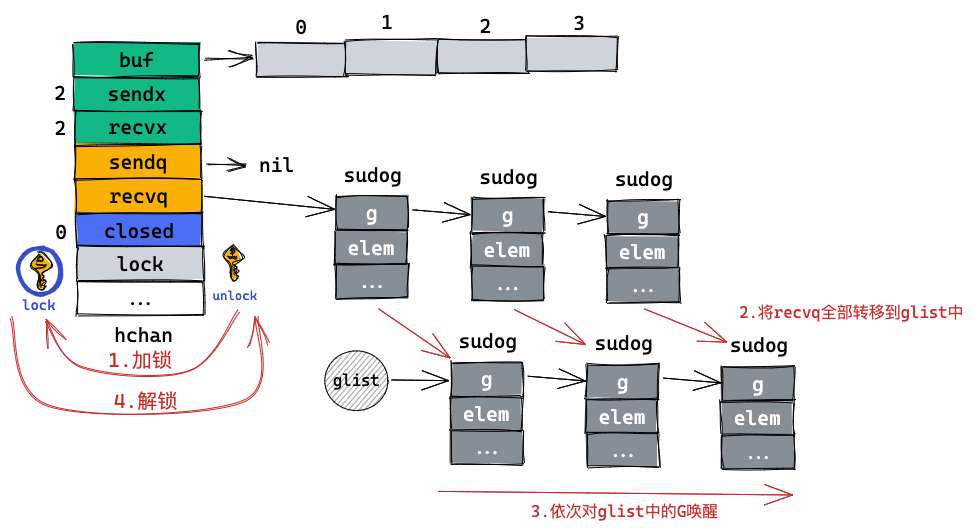 0 1 2 3
buf
2 sendx
2 recvx
sendq nil
recvq
0 closed
lock
...
lock
unlock
hchan
sudog sudog sudog
g g g
elem elem elem
... ... ...
1.加锁
4.解锁
2.将recvq全部转移到glist中
sudog sudog sudog
glist
g g g
elem elem elem
... ... ...
3.依次对glist中的G唤醒